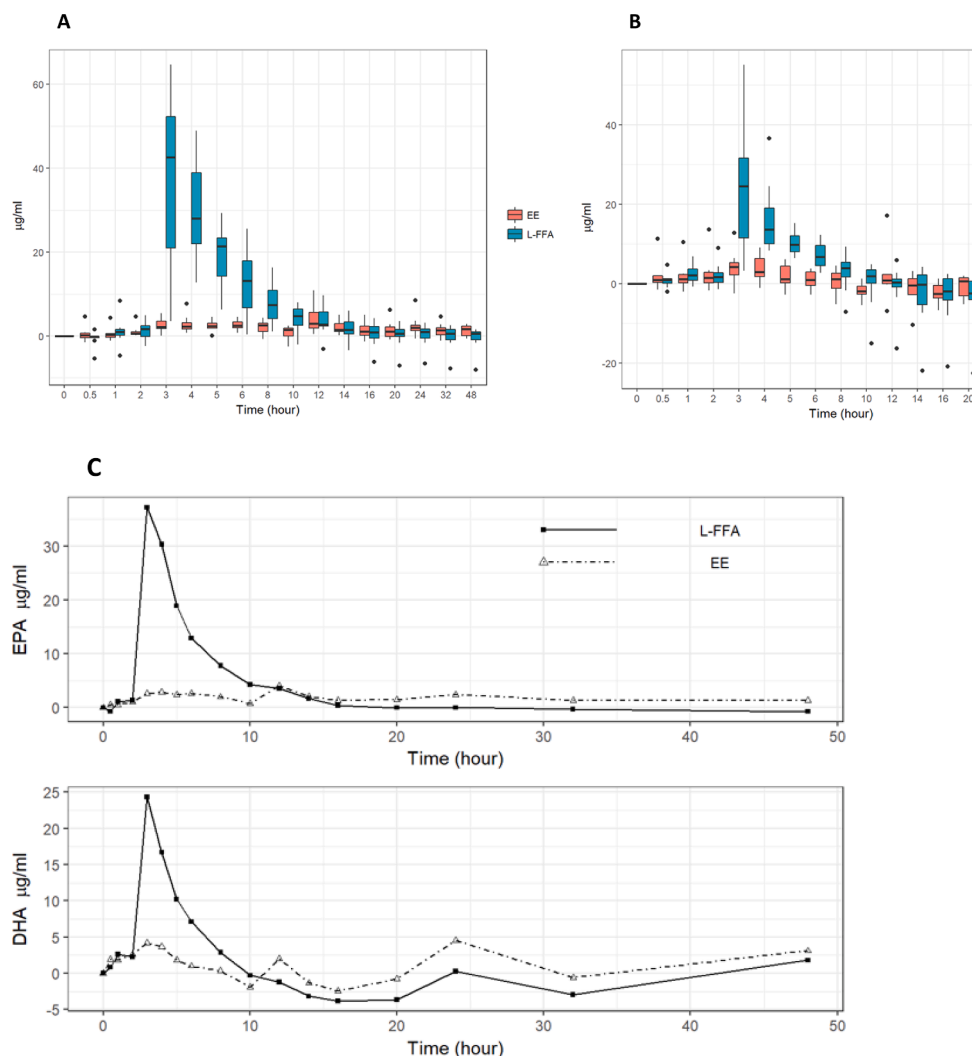 A
B
60
40
20
0
µg/ml
0 0.5 1 2 3 4 5 6 8 10 12 14 16 20 24 32 48
Time (hour)
EE
L-FFA
40
20
0
-20
µg/ml
0 0.5 1 2 3 4 5 6 8 10 12 14 16 20
Time (hour)
C
30
20
10
0
EPA µg/ml
L-FFA
EE
0 10 20 30 40 50
Time (hour)
25
20
15
10
5
0
-5
DHA µg/ml
0 10 20 30 40 50
Time (hour)